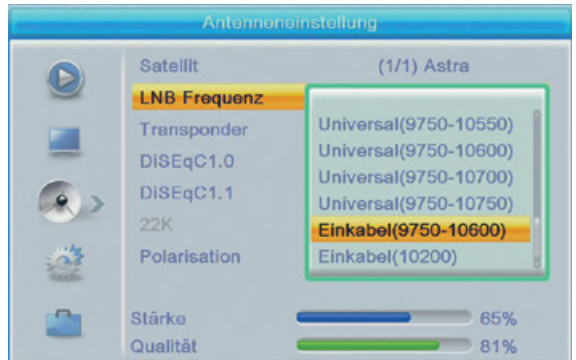 Antenneneinstellung
Satellit (1/1) Astra
LNB Frequenz
Transponder
DiSEqC1.0
DiSEqC1.1
22K
Polarisation
Universal(9750-10550)
Universal(9750-10600)
Universal(9750-10700)
Universal(9750-10750)
Einkabel(9750-10600)
Einkabel(10200)
Stärke 65%
Qualität 81%